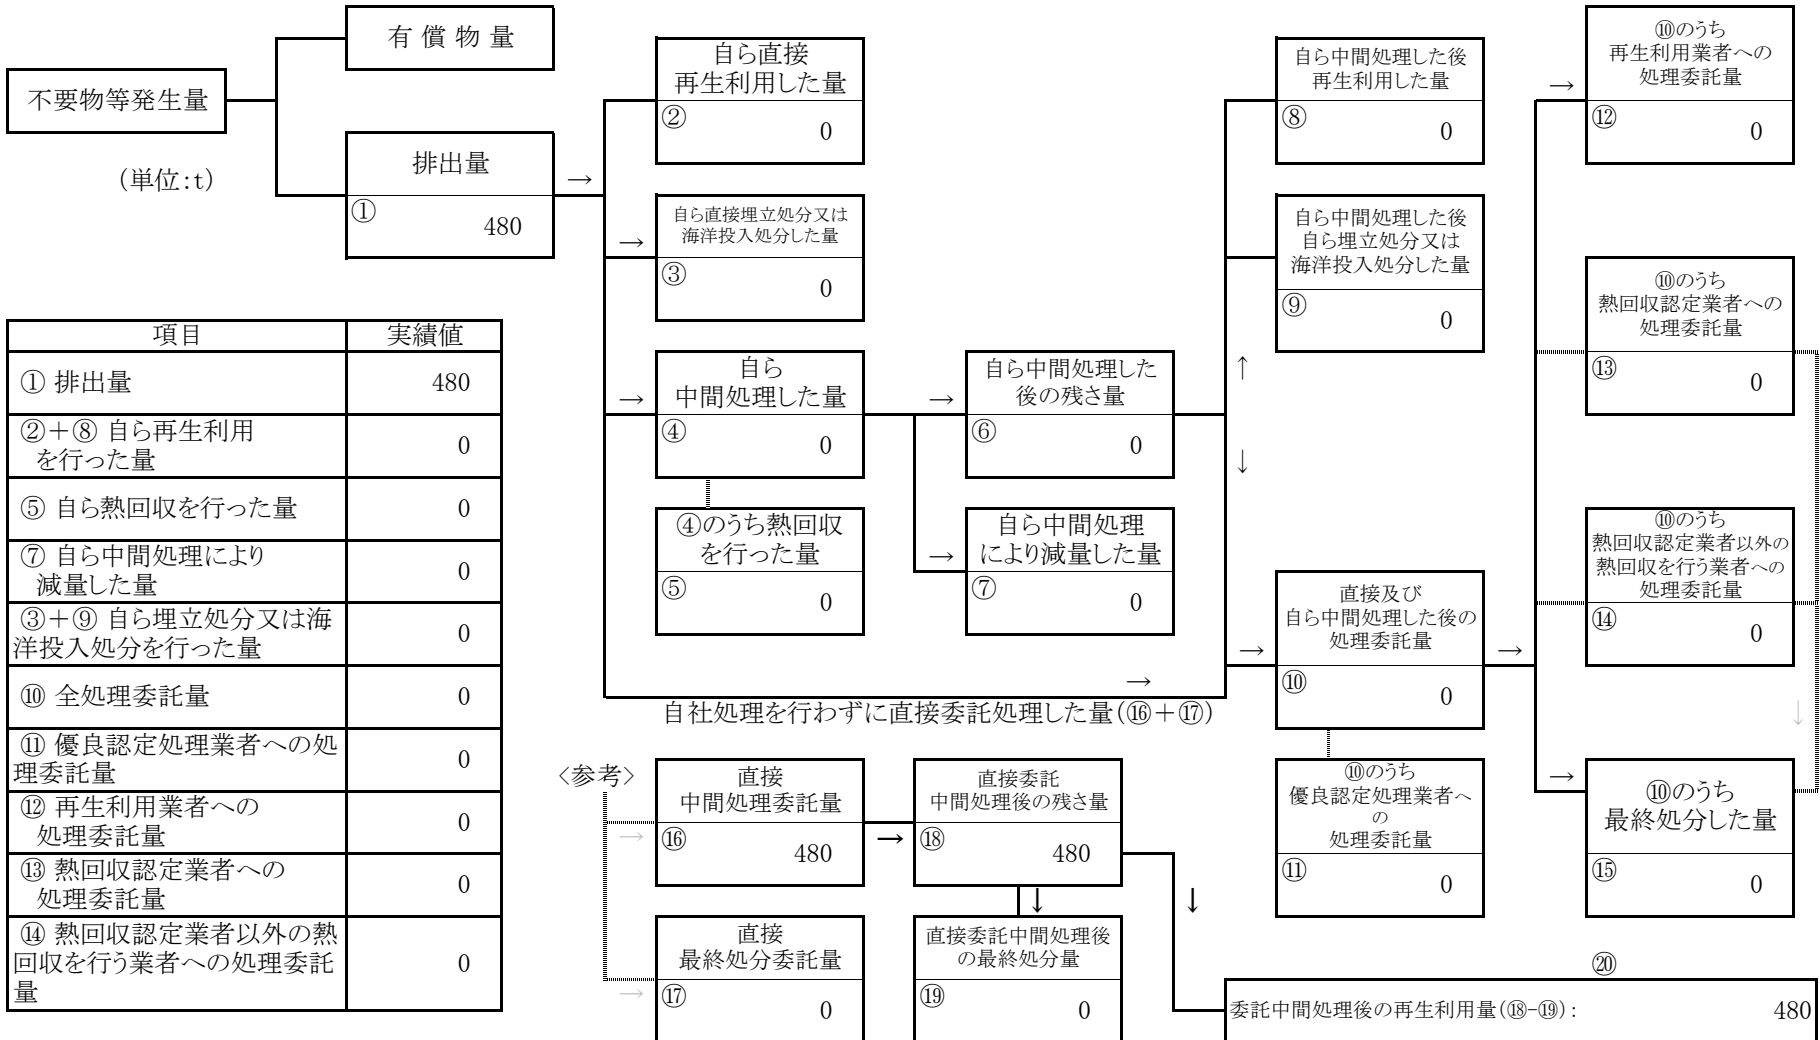 有 償 物 量
不要物等発生量
排出量
(単位:t)
①
480
→
自ら直接
再生利用した量
②
0
→
自ら直接埋立処分又は
海洋投入処分した量
③
0
→
自ら
中間処理した量
④
0
④のうち熱回収
を行った量
⑤
0
→
自ら中間処理した
後の残さ量
⑥
0
→
自ら中間処理
により減量した量
⑦
0
自ら中間処理した後
再生利用した量
⑧
0
自ら中間処理した後
自ら埋立処分又は
海洋投入処分した量
⑨
0
↑
↓
→
直接及び
自ら中間処理した後の
処理委託量
⑩
0
→
⑩のうち
優良認定処理業者へ
の
処理委託量
⑪
0
→
⑩のうち
再生利用業者への
処理委託量
⑫
0
⑩のうち
熱回収認定業者への
処理委託量
⑬
0
⑩のうち
熱回収認定業者以外の
熱回収を行う業者への
処理委託量
⑭
0
↓
→
⑩のうち
最終処分した量
⑮
0
→
自社処理を行わずに直接委託処理した量(⑯+⑰)
<参考>
→
直接
中間処理委託量
⑯
480
→
直接委託
中間処理後の残さ量
⑱
480
↓
↓
→
直接
最終処分委託量
⑰
0
直接委託中間処理後
の最終処分量
⑲
0
⑳
委託中間処理後の再生利用量(⑱-⑲): 480
項目 実績値
① 排出量 480
②+⑧ 自ら再生利用
を行った量 0
⑤ 自ら熱回収を行った量 0
⑦ 自ら中間処理により
減量した量 0
③+⑨ 自ら埋立処分又は海
洋投入処分を行った量 0
⑩ 全処理委託量 0
⑪ 優良認定処理業者への処
理委託量 0
⑫ 再生利用業者への
処理委託量 0
⑬ 熱回収認定業者への
処理委託量 0
⑭ 熱回収認定業者以外の熱
回収を行う業者への処理委託
量 0